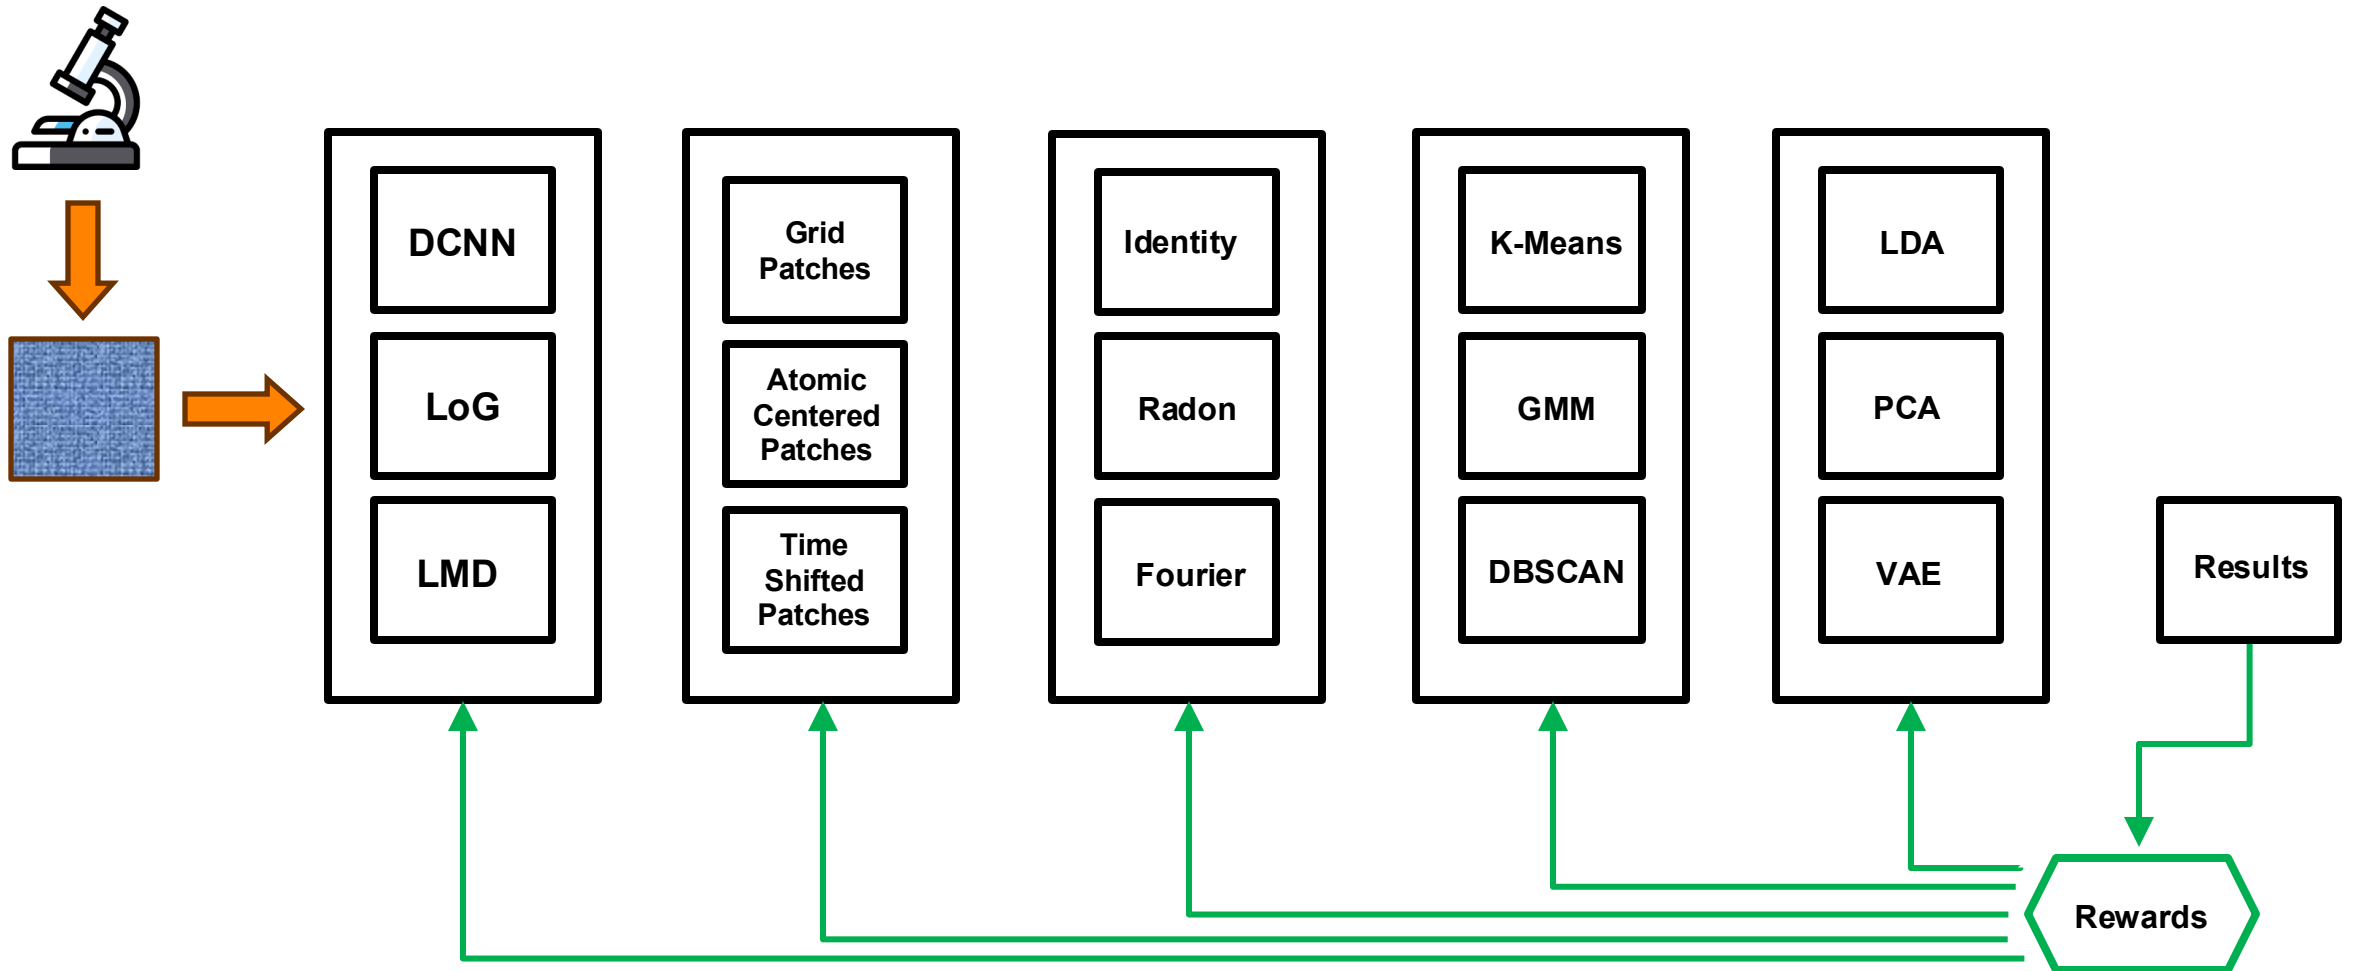 DCNN
LoG
LMD
Grid
Patches
Atomic
Centered
Patches
Time
Shifted
Patches
Identity
Radon
Fourier
K-Means
GMM
DBSCAN
LDA
PCA
VAE
Results
Rewards